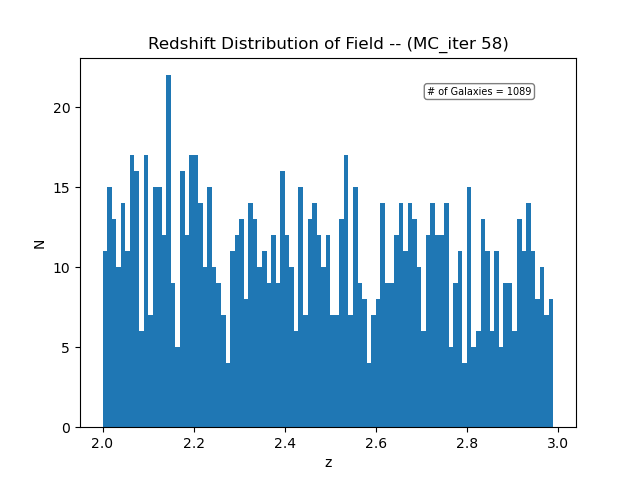 Redshift Distribution of Field -- (MC_iter 58)
# of Galaxies = 1089
20
15
10
5
0
N
2.0 2.2 2.4 2.6 2.8 3.0
z